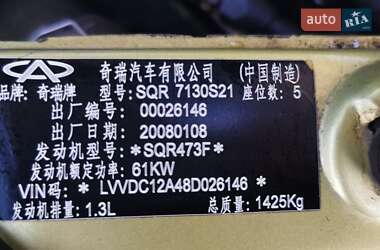 auto RIA
奇瑞汽车有限公司 (中国制造)
品牌: 奇瑞牌 型号: SQR 7130S21 座位数: 5
出厂编号: 00026146
出厂日期: 20080108
发动机型号: *SQR473F*
发动机额定功率: 61KW
VIN码: * LVVDC12A48D026146 *
发动机排量: 1.3L 总质量: 1425Kg